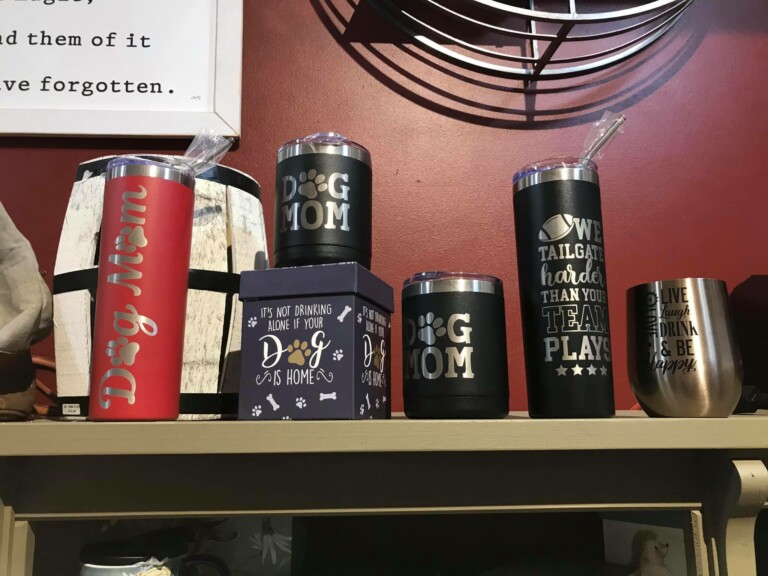 nd them of it
ve forgotten.
Dog Mom
DOG
MOM
IT'S NOT DRINKING
ALONE IF YOUR
DOG
IS HOME
DOG
MOM
WE
TAILGATE
harder
THAN YOUR
TEAM
PLAYS
LIVE
Laugh
DRINK
& BE